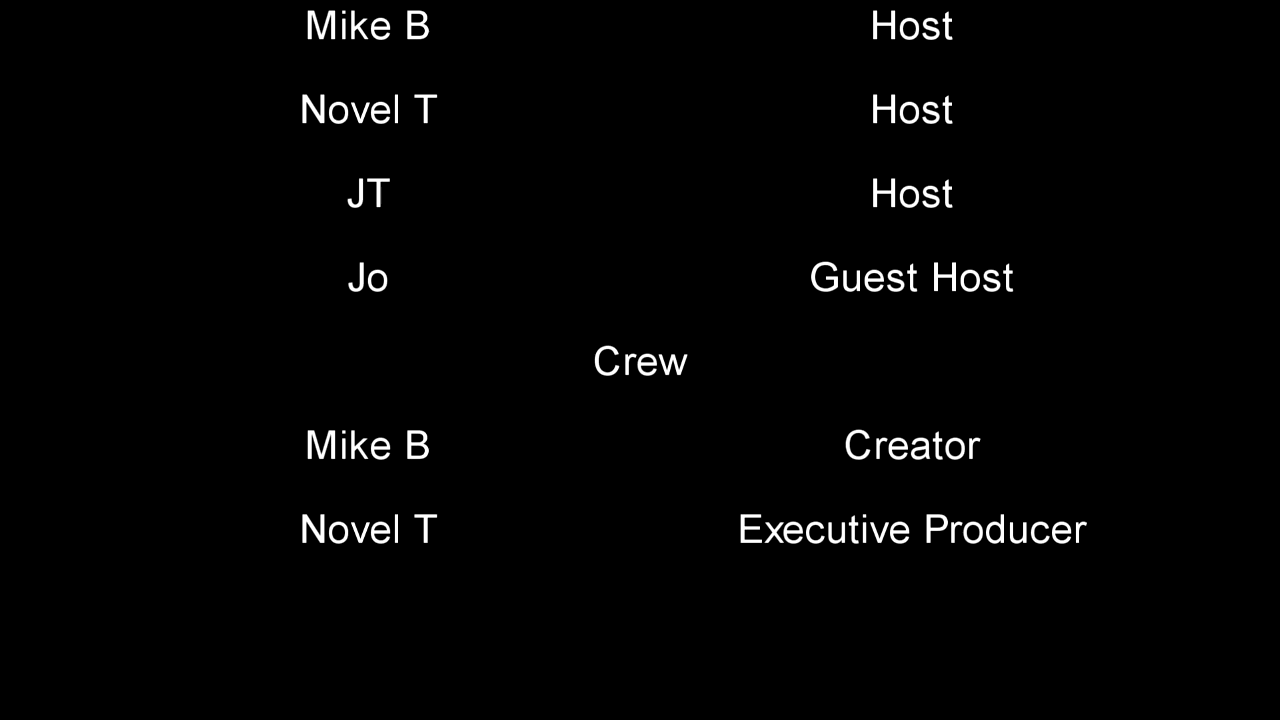 Mike B Host
Novel T Host
JT Host
Jo Guest Host
Crew
Mike B Creator
Novel T Executive Producer